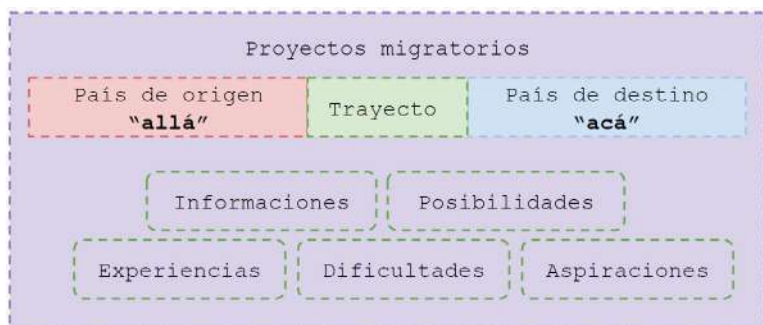 Proyectos migratorios
País de origen
“allá”
Trayecto
País de destino
“acá”
Informaciones
Posibilidades
Experiencias
Dificultades
Aspiraciones